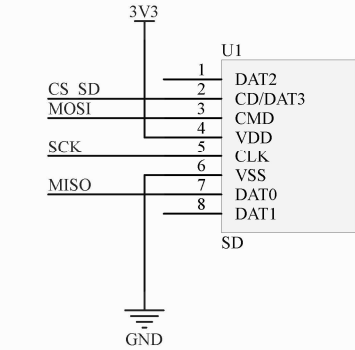 3V3
U1
1 DAT2
CS_SD 2 CD/DAT3
MOSI 3 CMD
4 VDD
SCK 5 CLK
6 VSS
MISO 7 DAT0
8 DAT1
SD
GND